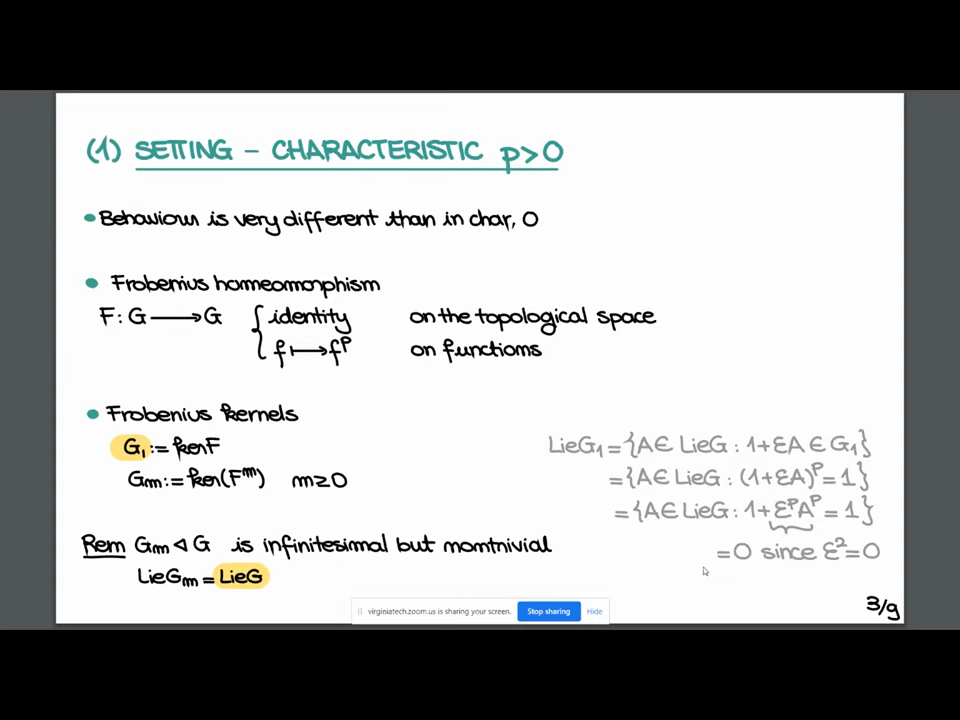 (1) SETTING – CHARACTERISTIC p>0
• Behaviour is very different than in char. 0
• Frobenius homeomorphism
F: G ⟶ G { identity on the topological space
f ⟼ f^p on functions
• Frobenius kernels
G₁ := ker F
Gₘ := ker(F^m) m≥0
Rem Gₘ ◁ G is infinitesimal but nontrivial
Lie Gₘ = Lie G
Lie G₁ = {A ∈ Lie G : 1+εA ∈ G₁}
= {A ∈ Lie G : (1+εA)^p = 1}
= {A ∈ Lie G : 1+ε^pA^p = 1}
=0 since ε²=0
virginiatech.zoom.us is sharing your screen. Stop sharing Hide
3/9